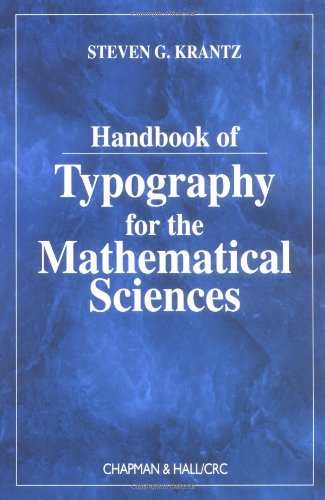 STEVEN G. KRANTZ
Handbook of
Typography
for the
Mathematical
Sciences
CHAPMAN & HALL/CRC